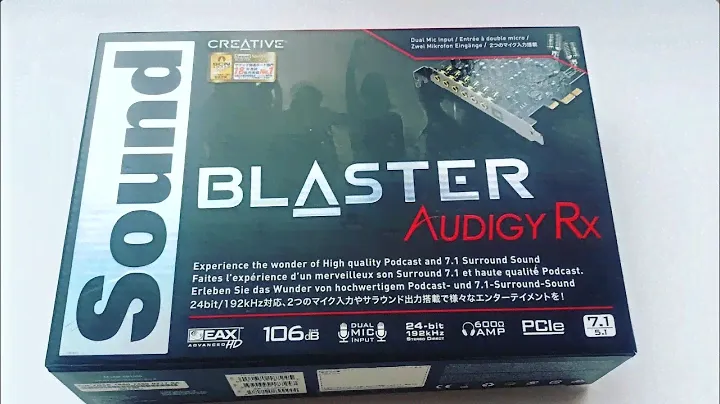 CREATIVE
Dual Mic Input / Entrée à double micro /
Zwei Mikrofon Eingänge / 2つのマイク入力搭載
Sound
BLASTER
AUDIGY Rx
Experience the wonder of High quality Podcast and 7.1 Surround Sound
Faites l'expérience d'un merveilleux son Surround 7.1 et haute qualité Podcast.
Erleben Sie das Wunder von hochwertigem Podcast- und 7.1-Surround-Sound
24bit/192kHz対応、2つのマイク入力やサラウンド出力搭載で様々なエンターテイメントを!
EAX
ADVANCED HD
106dB
DUAL
MIC
INPUT
24-bit
192kHz
STEREO DIRECT
600Ω
AMP
PCIe
7.1
5.1